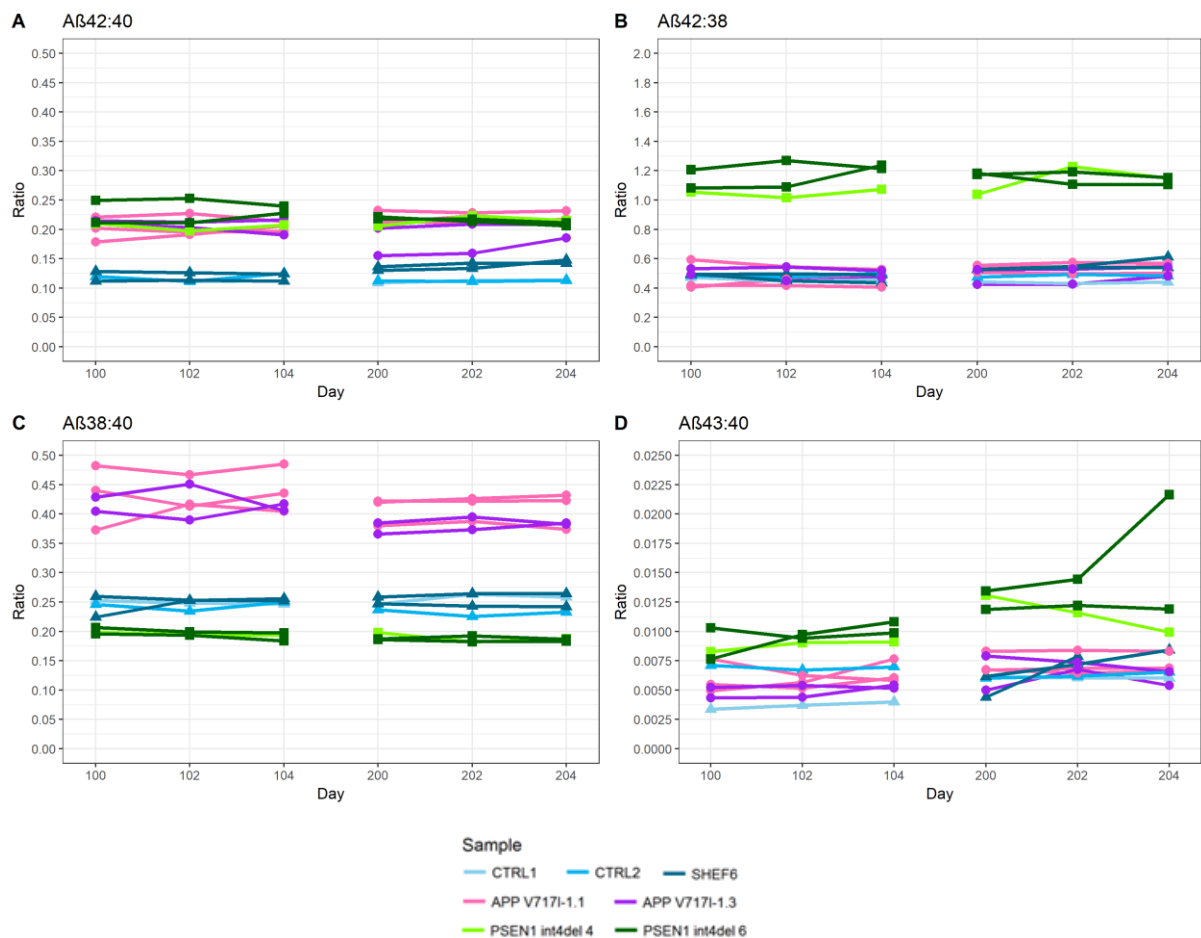 A Aß42:40
0.50
0.45
0.40
0.35
0.30
0.25
0.20
0.15
0.10
0.05
0.00
Ratio
100 102 104 200 202 204
Day
B Aß42:38
2.0
1.8
1.6
1.4
1.2
1.0
0.8
0.6
0.4
0.2
0.0
Ratio
100 102 104 200 202 204
Day
C Aß38:40
0.50
0.45
0.40
0.35
0.30
0.25
0.20
0.15
0.10
0.05
0.00
Ratio
100 102 104 200 202 204
Day
D Aß43:40
0.0250
0.0225
0.0200
0.0175
0.0150
0.0125
0.0100
0.0075
0.0050
0.0025
0.0000
Ratio
100 102 104 200 202 204
Day
Sample
CTRL1 CTRL2 SHEF6
APP V717I-1.1 APP V717I-1.3
PSEN1 int4del 4 PSEN1 int4del 6